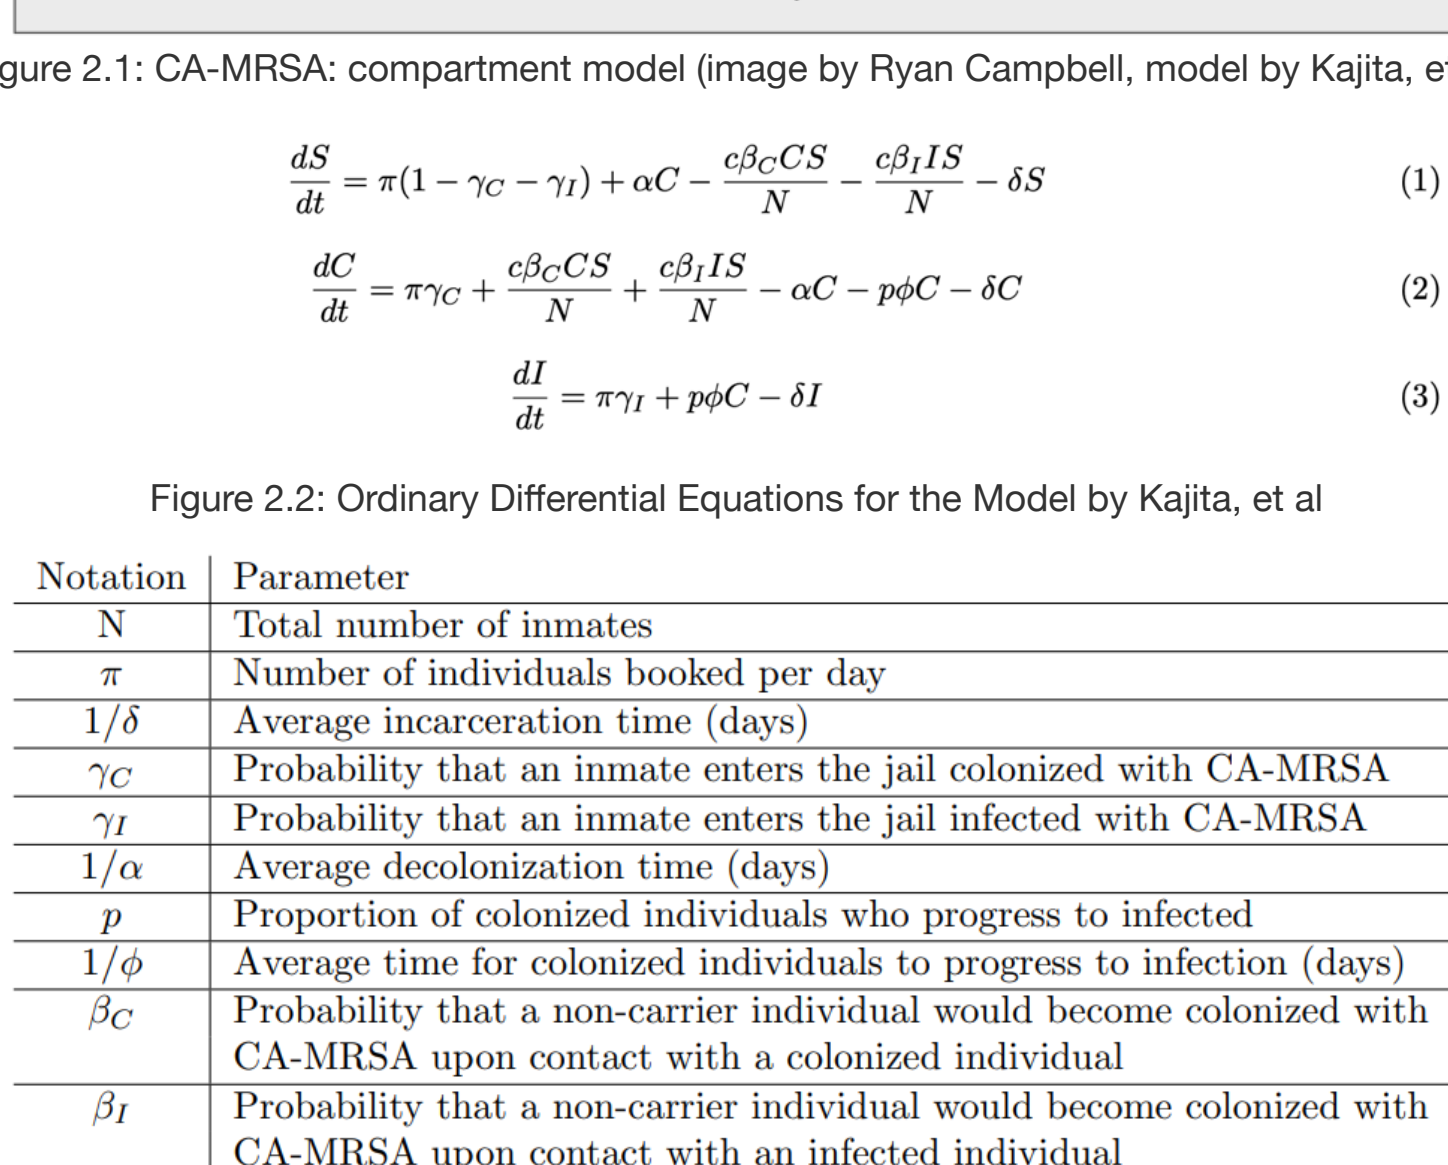 gure 2.1: CA-MRSA: compartment model (image by Ryan Campbell, model by Kajita, et
dS/dt = π(1 − γ_C − γ_I) + αC − cβ_C CS/N − cβ_I IS/N − δS (1)
dC/dt = πγ_C + cβ_C CS/N + cβ_I IS/N − αC − pϕC − δC (2)
dI/dt = πγ_I + pϕC − δI (3)
Figure 2.2: Ordinary Differential Equations for the Model by Kajita, et al
Notation Parameter
N Total number of inmates
π Number of individuals booked per day
1/δ Average incarceration time (days)
γ_C Probability that an inmate enters the jail colonized with CA-MRSA
γ_I Probability that an inmate enters the jail infected with CA-MRSA
1/α Average decolonization time (days)
p Proportion of colonized individuals who progress to infected
1/ϕ Average time for colonized individuals to progress to infection (days)
β_C Probability that a non-carrier individual would become colonized with
CA-MRSA upon contact with a colonized individual
β_I Probability that a non-carrier individual would become colonized with
CA-MRSA upon contact with an infected individual